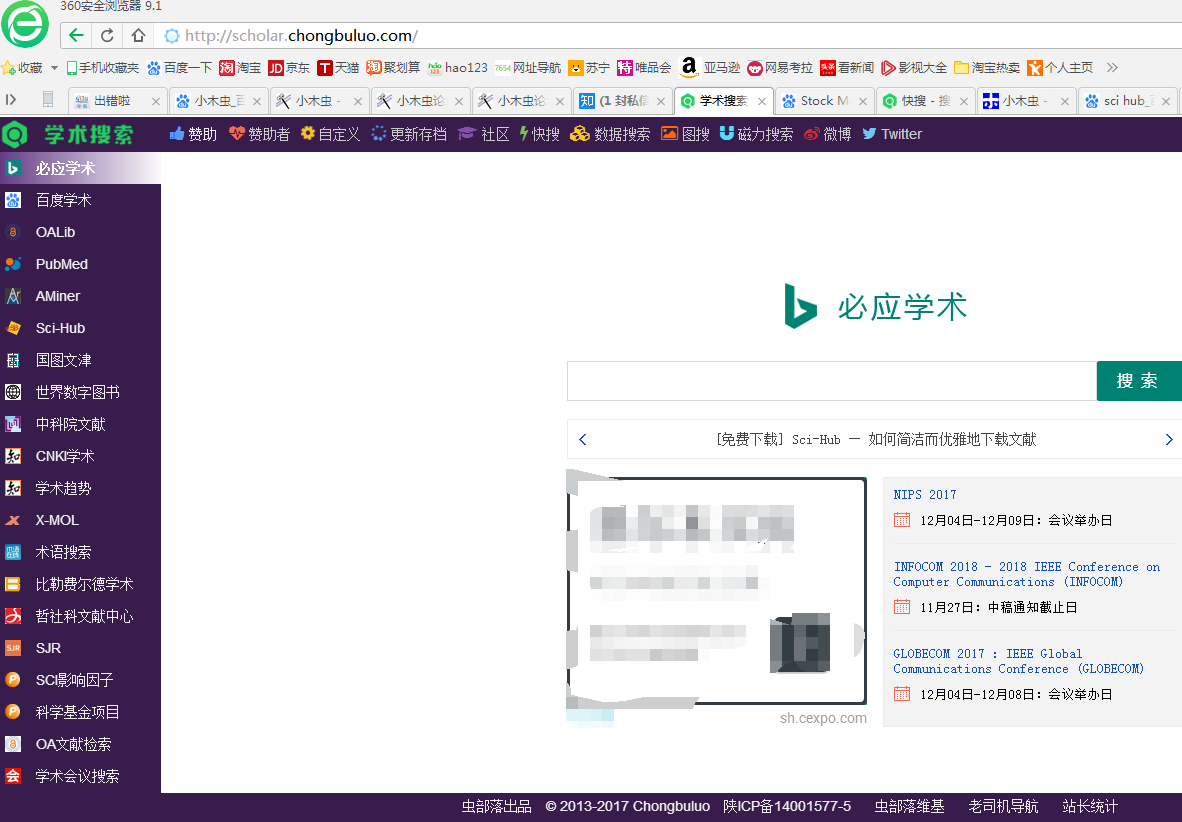 360安全浏览器 9.1
http://scholar.chongbuluo.com/
收藏 手机收藏夹 百度一下 淘宝 京东 天猫 聚划算 hao123 网址导航 苏宁 唯品会 亚马逊 网易考拉 看新闻 影视大全 淘宝热卖 个人主页
出错啦 小木虫_百 小木虫 - 小木虫论 小木虫论 (1 封私信 学术搜索 Stock M 快搜 - 搜 小木虫 - sci hub_百
学术搜索 赞助 赞助者 自定义 更新存档 社区 快搜 数据搜索 图搜 磁力搜索 微博 Twitter
必应学术
百度学术
OALib
PubMed
AMiner
Sci-Hub
国图文津
世界数字图书
中科院文献
CNKI学术
学术趋势
X-MOL
术语搜索
比勒费尔德学术
哲社科文献中心
SJR
SCI影响因子
科学基金项目
OA文献检索
学术会议搜索
必应学术
搜 索
[免费下载] Sci-Hub — 如何简洁而优雅地下载文献
sh.cexpo.com
NIPS 2017
12月04日-12月09日: 会议举办日
INFOCOM 2018 - 2018 IEEE Conference on
Computer Communications (INFOCOM)
11月27日: 中稿通知截止日
GLOBECOM 2017 : IEEE Global
Communications Conference (GLOBECOM)
12月04日-12月08日: 会议举办日
虫部落出品 © 2013-2017 Chongbuluo 陕ICP备14001577-5 虫部落维基 老司机导航 站长统计